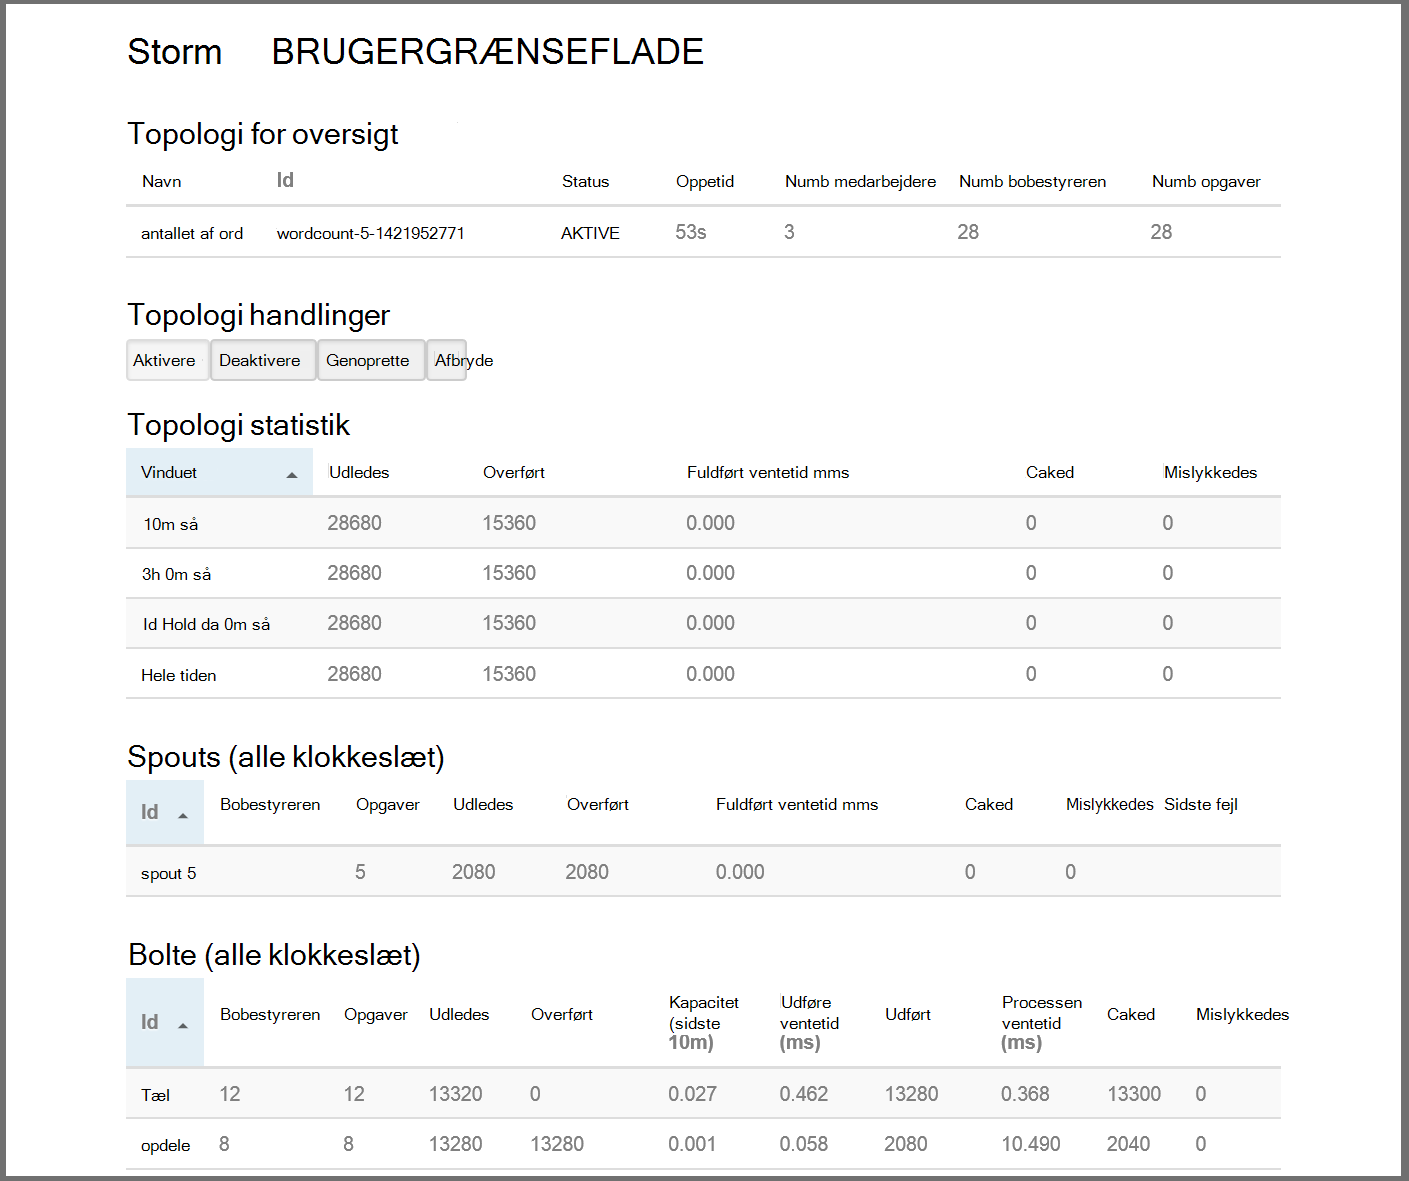 Storm BRUGERGRÆNSEFLADE
Topologi for oversigt
Navn Id Status Oppetid Numb medarbejdere Numb bobestyreren Numb opgaver
antallet af ord wordcount-5-1421952771 AKTIVE 53s 3 28 28
Topologi handlinger
Aktivere Deaktivere Genoprette Afbryde
Topologi statistik
Vinduet Udledes Overført Fuldført ventetid mms Caked Mislykkedes
10m så 28680 15360 0.000 0 0
3h 0m så 28680 15360 0.000 0 0
Id Hold da 0m så 28680 15360 0.000 0 0
Hele tiden 28680 15360 0.000 0 0
Spouts (alle klokkeslæt)
Id Bobestyreren Opgaver Udledes Overført Fuldført ventetid mms Caked Mislykkedes Sidste fejl
spout 5 5 2080 2080 0.000 0 0
Bolte (alle klokkeslæt)
Id Bobestyreren Opgaver Udledes Overført Kapacitet (sidste 10m) Udføre ventetid (ms) Udført Processen ventetid (ms) Caked Mislykkedes
Tæl 12 12 13320 0 0.027 0.462 13280 0.368 13300 0
opdele 8 8 13280 13280 0.001 0.058 2080 10.490 2040 0